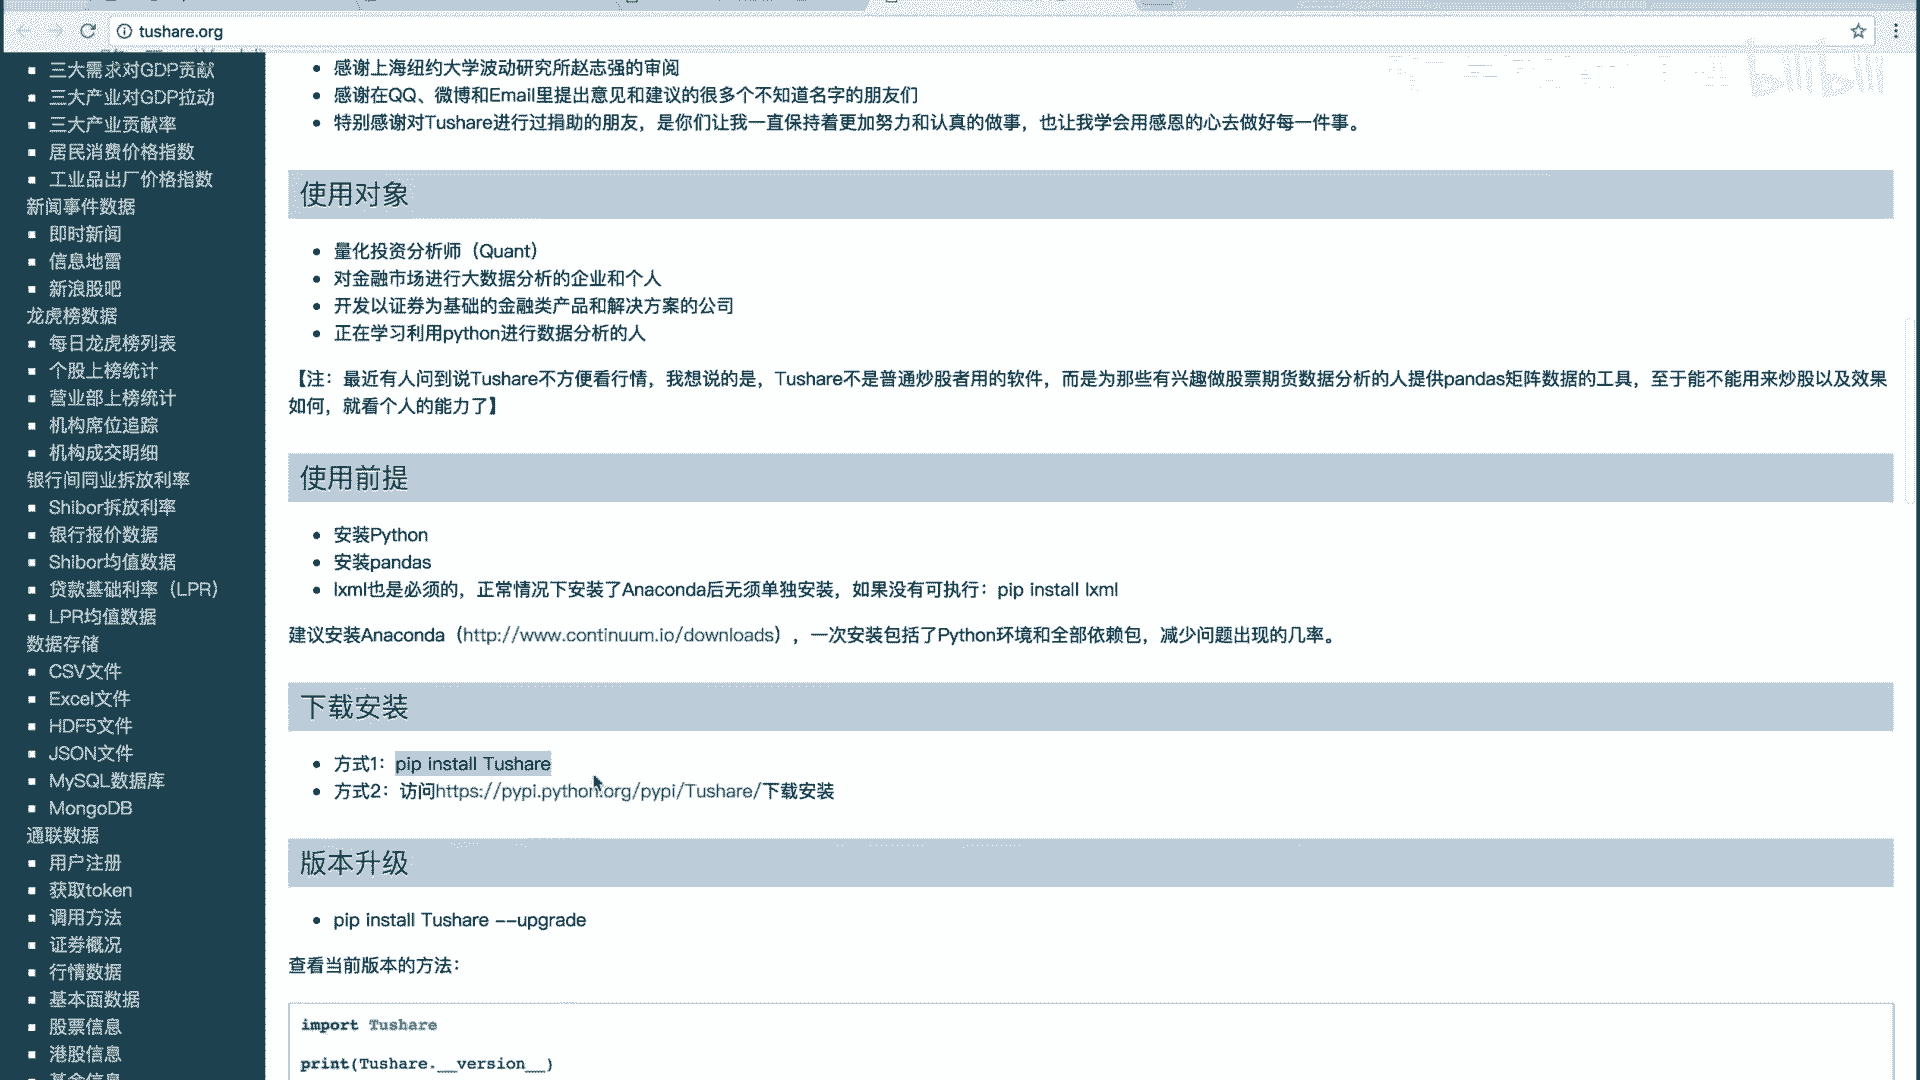 tushare.org
三大需求对GDP贡献
三大产业对GDP拉动
三大产业贡献率
居民消费价格指数
工业品出厂价格指数
新闻事件数据
即时新闻
信息地雷
新浪股吧
龙虎榜数据
每日龙虎榜列表
个股上榜统计
营业部上榜统计
机构席位追踪
机构成交明细
银行间同业拆放利率
Shibor拆放利率
银行报价数据
Shibor均值数据
贷款基础利率（LPR）
LPR均值数据
数据存储
CSV文件
Excel文件
HDF5文件
JSON文件
MySQL数据库
MongoDB
通联数据
用户注册
获取token
调用方法
证券概况
行情数据
基本面数据
股票信息
港股信息
基金信息
感谢上海纽约大学波动研究所赵志强的审阅
感谢在QQ、微博和Email里提出意见和建议的很多个不知道名字的朋友们
特别感谢对Tushare进行过捐助的朋友，是你们让我一直保持着更加努力和认真的做事，也让我学会用感恩的心去做好每一件事。
使用对象
量化投资分析师（Quant）
对金融市场进行大数据分析的企业和个人
开发以证券为基础的金融类产品和解决方案的公司
正在学习利用python进行数据分析的人
【注：最近有人问到说Tushare不方便看行情，我想说的是，Tushare不是普通炒股者用的软件，而是为那些有兴趣做股票期货数据分析的人提供pandas矩阵数据的工具，至于能不能用来炒股以及效果
如何，就看个人的能力了】
使用前提
安装Python
安装pandas
lxml也是必须的，正常情况下安装了Anaconda后无须单独安装，如果没有可执行：pip install lxml
建议安装Anaconda（http://www.continuum.io/downloads），一次安装包括了Python环境和全部依赖包，减少问题出现的几率。
下载安装
方式1：pip install Tushare
方式2：访问https://pypi.python.org/pypi/Tushare/下载安装
版本升级
pip install Tushare --upgrade
查看当前版本的方法：
import Tushare
print(Tushare.__version__)
bilibili